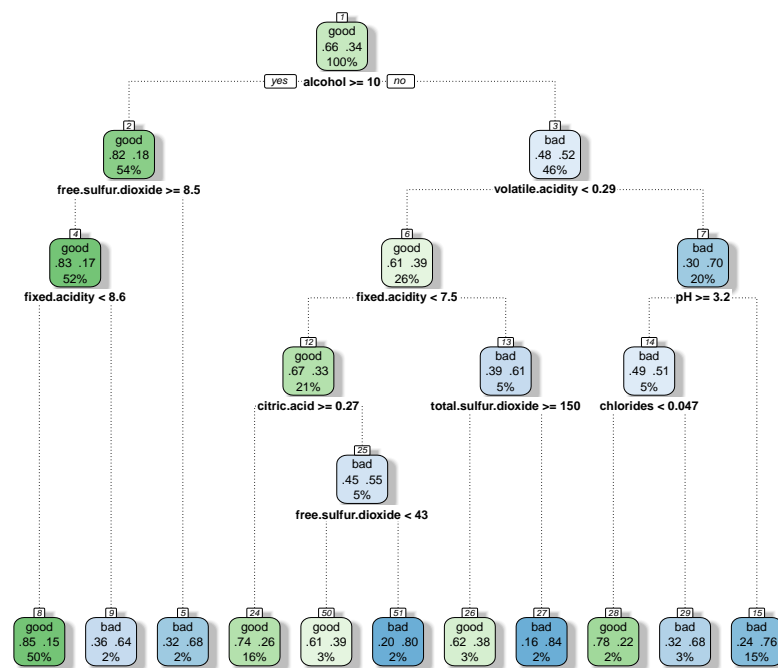 1
good
.66 .34
100%
yes alcohol >= 10 no
2
good
.82 .18
54%
free.sulfur.dioxide >= 8.5
3
bad
.48 .52
46%
volatile.acidity < 0.29
4
good
.83 .17
52%
fixed.acidity < 8.6
6
good
.61 .39
26%
fixed.acidity < 7.5
7
bad
.30 .70
20%
pH >= 3.2
12
good
.67 .33
21%
citric.acid >= 0.27
13
bad
.39 .61
5%
total.sulfur.dioxide >= 150
14
bad
.49 .51
5%
chlorides < 0.047
25
bad
.45 .55
5%
free.sulfur.dioxide < 43
8
good
.85 .15
50%
9
bad
.36 .64
2%
5
bad
.32 .68
2%
24
good
.74 .26
16%
50
good
.61 .39
3%
51
bad
.20 .80
2%
26
good
.62 .38
3%
27
bad
.16 .84
2%
28
good
.78 .22
2%
29
bad
.32 .68
3%
15
bad
.24 .76
15%